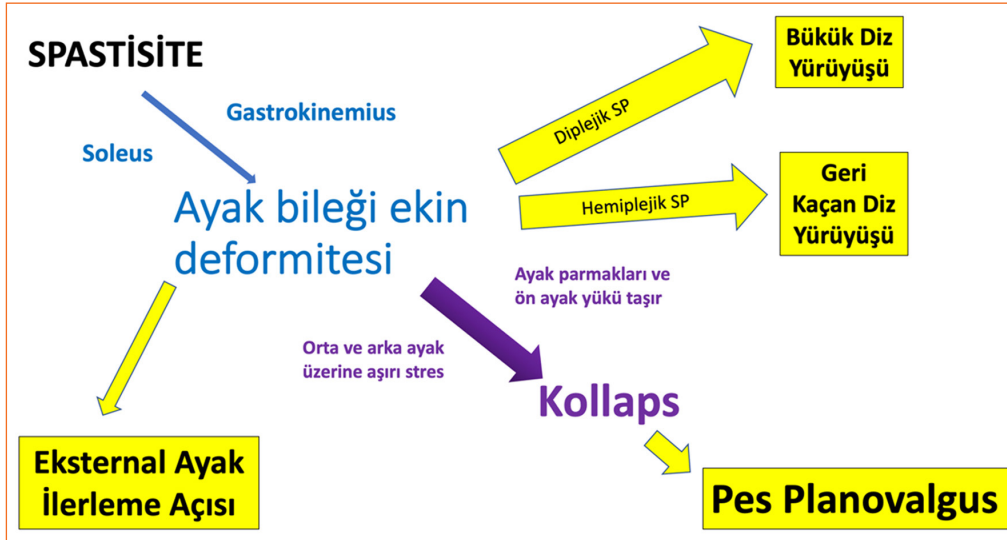 SPASTİSİTE
Gastrokinemius
Soleus
Ayak bileği ekin
deformitesi
Diplejik SP
Bükük Diz
Yürüyüşü
Hemiplejik SP
Geri
Kaçan Diz
Yürüyüşü
Ayak parmakları ve
ön ayak yükü taşır
Orta ve arka ayak
üzerine aşırı stres
Kollaps
Eksternal Ayak
İlerleme Açısı
Pes Planovalgus